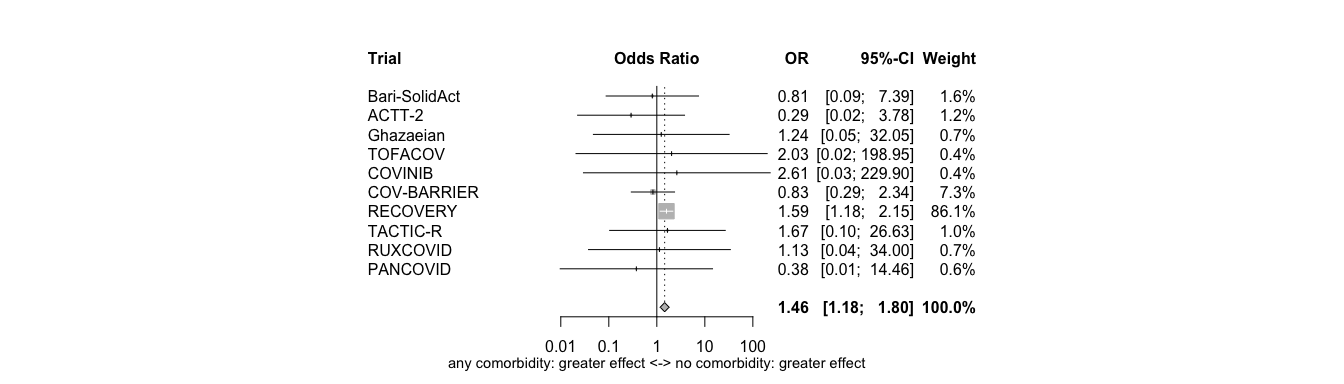 Trial Odds Ratio OR 95%-CI Weight
Bari-SolidAct 0.81 [0.09; 7.39] 1.6%
ACTT-2 0.29 [0.02; 3.78] 1.2%
Ghazaeian 1.24 [0.05; 32.05] 0.7%
TOFACOV 2.03 [0.02; 198.95] 0.4%
COVINIB 2.61 [0.03; 229.90] 0.4%
COV-BARRIER 0.83 [0.29; 2.34] 7.3%
RECOVERY 1.59 [1.18; 2.15] 86.1%
TACTIC-R 1.67 [0.10; 26.63] 1.0%
RUXCOVID 1.13 [0.04; 34.00] 0.7%
PANCOVID 0.38 [0.01; 14.46] 0.6%
1.46 [1.18; 1.80] 100.0%
0.01 0.1 1 10 100
any comorbidity: greater effect <-> no comorbidity: greater effect